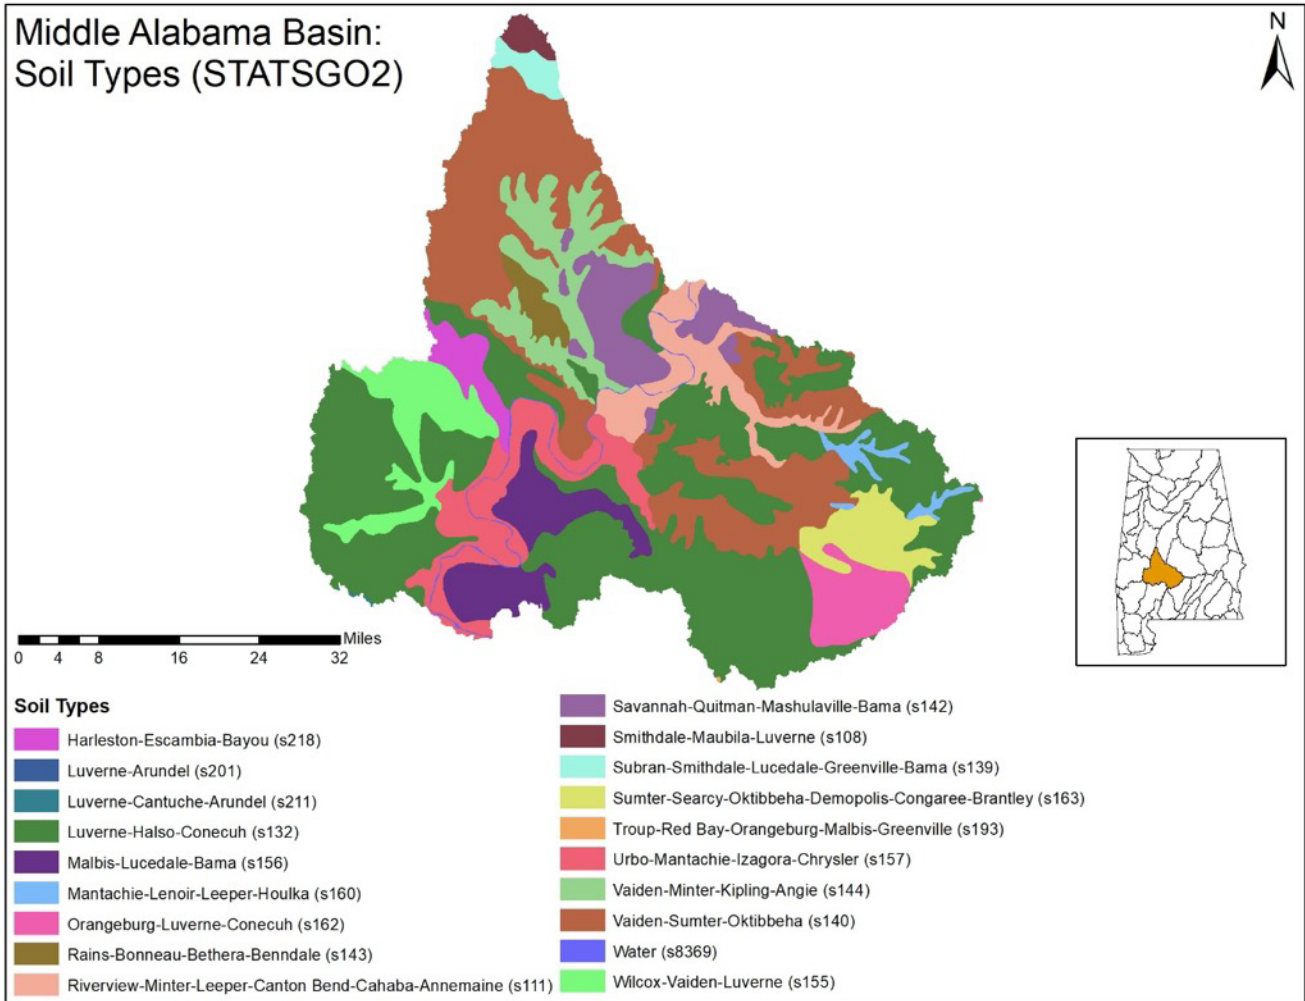 Middle Alabama Basin:
Soil Types (STATSGO2)
N
Miles
0 4 8 16 24 32
Soil Types
Harleston-Escambia-Bayou (s218)
Luverne-Arundel (s201)
Luverne-Cantuche-Arundel (s211)
Luverne-Halso-Conecuh (s132)
Malbis-Lucedale-Bama (s156)
Mantachie-Lenoir-Leeper-Houlka (s160)
Orangeburg-Luverne-Conecuh (s162)
Rains-Bonneau-Bethera-Benndale (s143)
Riverview-Minter-Leeper-Canton Bend-Cahaba-Annemaine (s111)
Savannah-Quitman-Mashulaville-Bama (s142)
Smithdale-Maubila-Luverne (s108)
Subran-Smithdale-Lucedale-Greenville-Bama (s139)
Sumter-Searcy-Oktibbeha-Demopolis-Congaree-Brantley (s163)
Troup-Red Bay-Orangeburg-Malbis-Greenville (s193)
Urbo-Mantachie-Izagora-Chrysler (s157)
Vaiden-Minter-Kipling-Angie (s144)
Vaiden-Sumter-Oktibbeha (s140)
Water (s8369)
Wilcox-Vaiden-Luverne (s155)